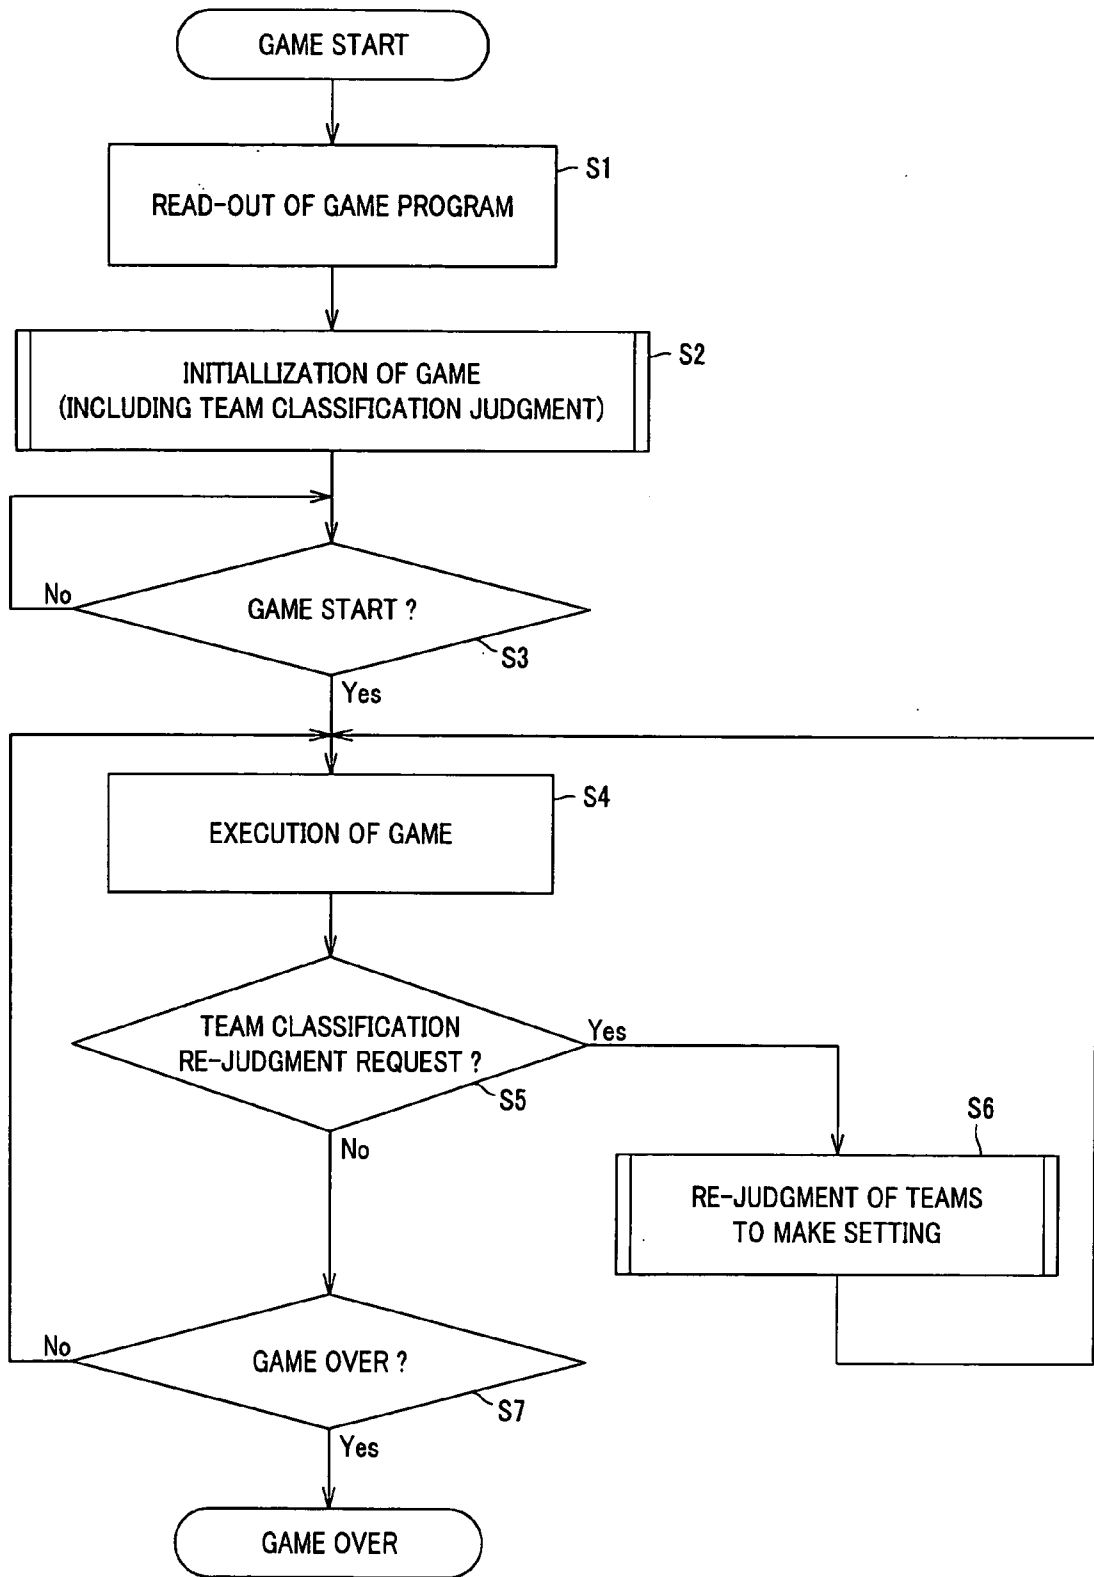 GAME START
S1
READ-OUT OF GAME PROGRAM
S2
INITIALLIZATION OF GAME
(INCLUDING TEAM CLASSIFICATION JUDGMENT)
No
GAME START ?
S3
Yes
S4
EXECUTION OF GAME
TEAM CLASSIFICATION
RE-JUDGMENT REQUEST ?
Yes
S5
No
S6
RE-JUDGMENT OF TEAMS
TO MAKE SETTING
No
GAME OVER ?
S7
Yes
GAME OVER